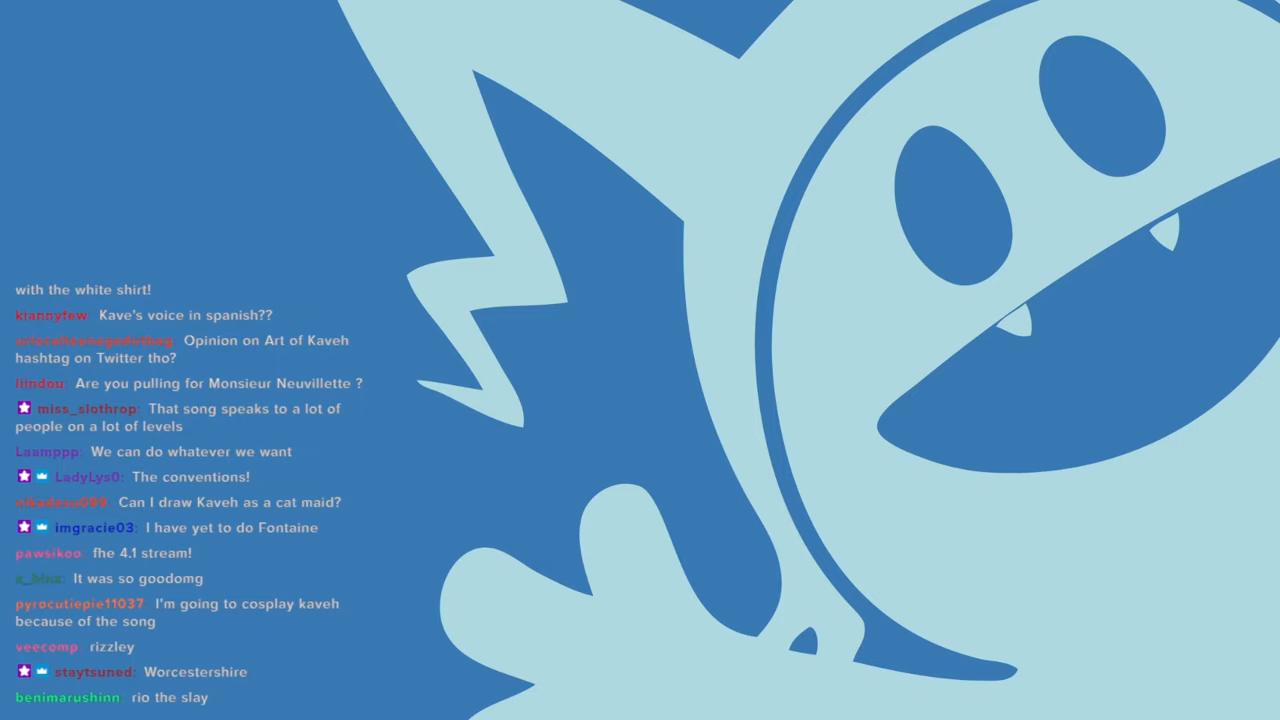 with the white shirt!
kiannyfew: Kave's voice in spanish??
Opinion on Art of Kaveh
hashtag on Twitter tho?
liindou: Are you pulling for Monsieur Neuvillette ?
miss_slothrop: That song speaks to a lot of
people on a lot of levels
Laamppp: We can do whatever we want
LadyLys0: The conventions!
Can I draw Kaveh as a cat maid?
imgracie03: I have yet to do Fontaine
pawsikoo: fhe 4.1 stream!
It was so goodomg
pyrocutiepie11037: I'm going to cosplay kaveh
because of the song
veecomp: rizzley
staytsuned: Worcestershire
benimarushinn: rio the slay